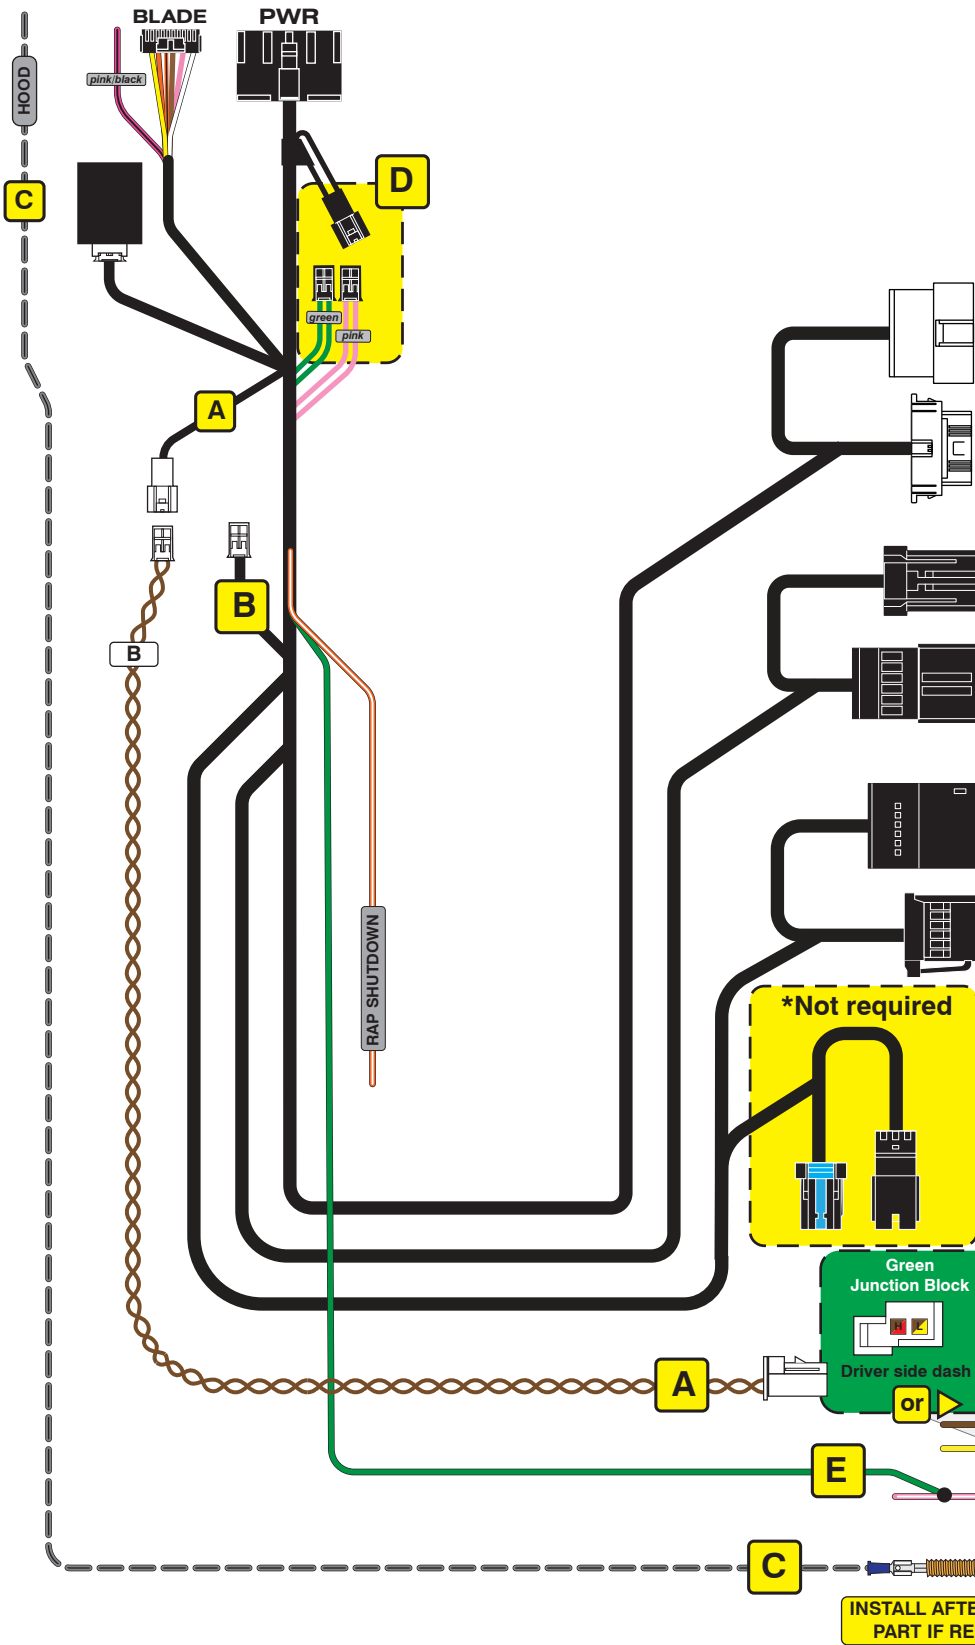 BLADE
PWR
HOOD
pink/black
C
D
green
pink
A
B
B
RAP SHUTDOWN
*Not required
Green
Junction Block
H L
Driver side dash
A
or
E
C
INSTALL AFTE
PART IF RE